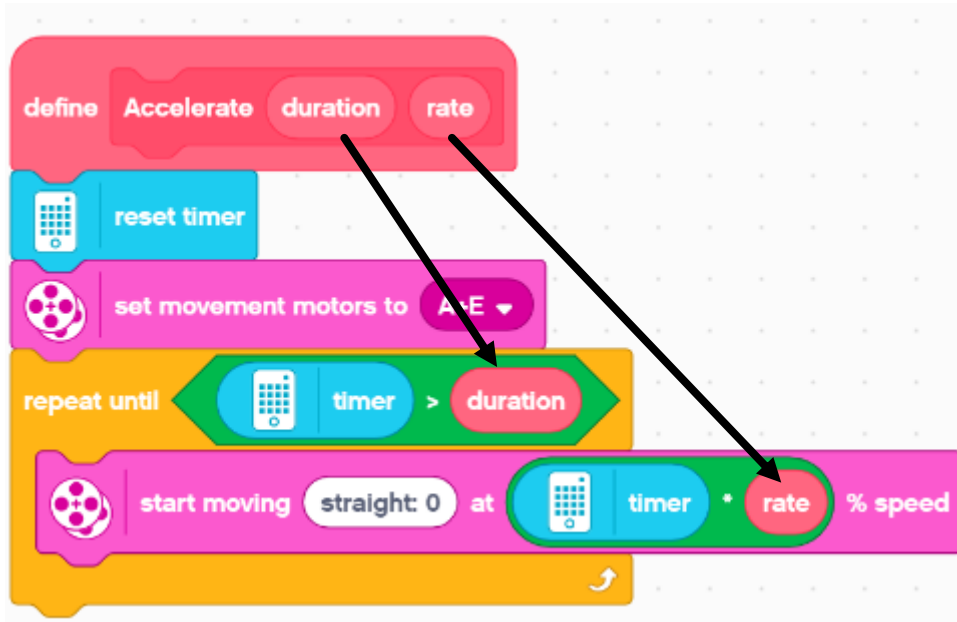 define Accelerate duration rate
reset timer
set movement motors to A+E
repeat until timer > duration
start moving straight: 0 at timer * rate % speed